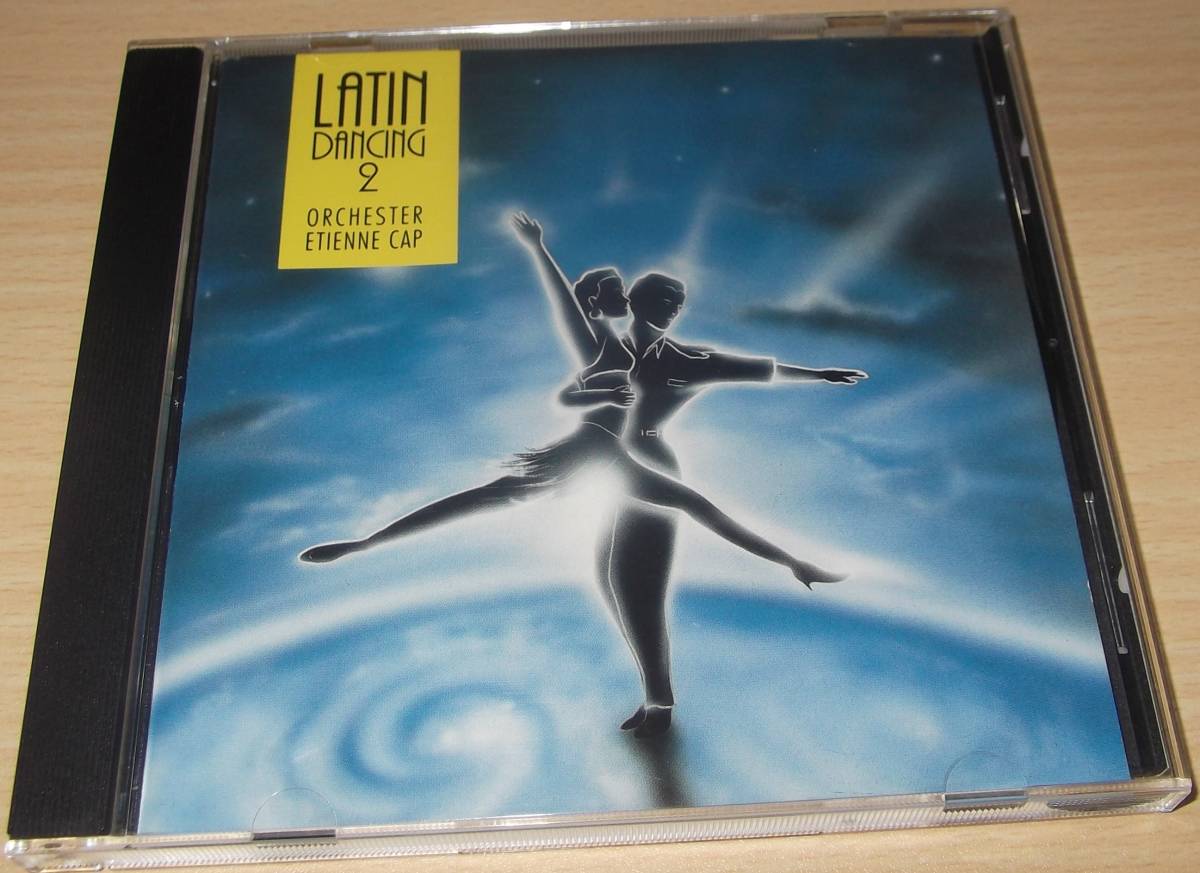 LATIN
DANCING
2
ORCHESTER
ETIENNE CAP